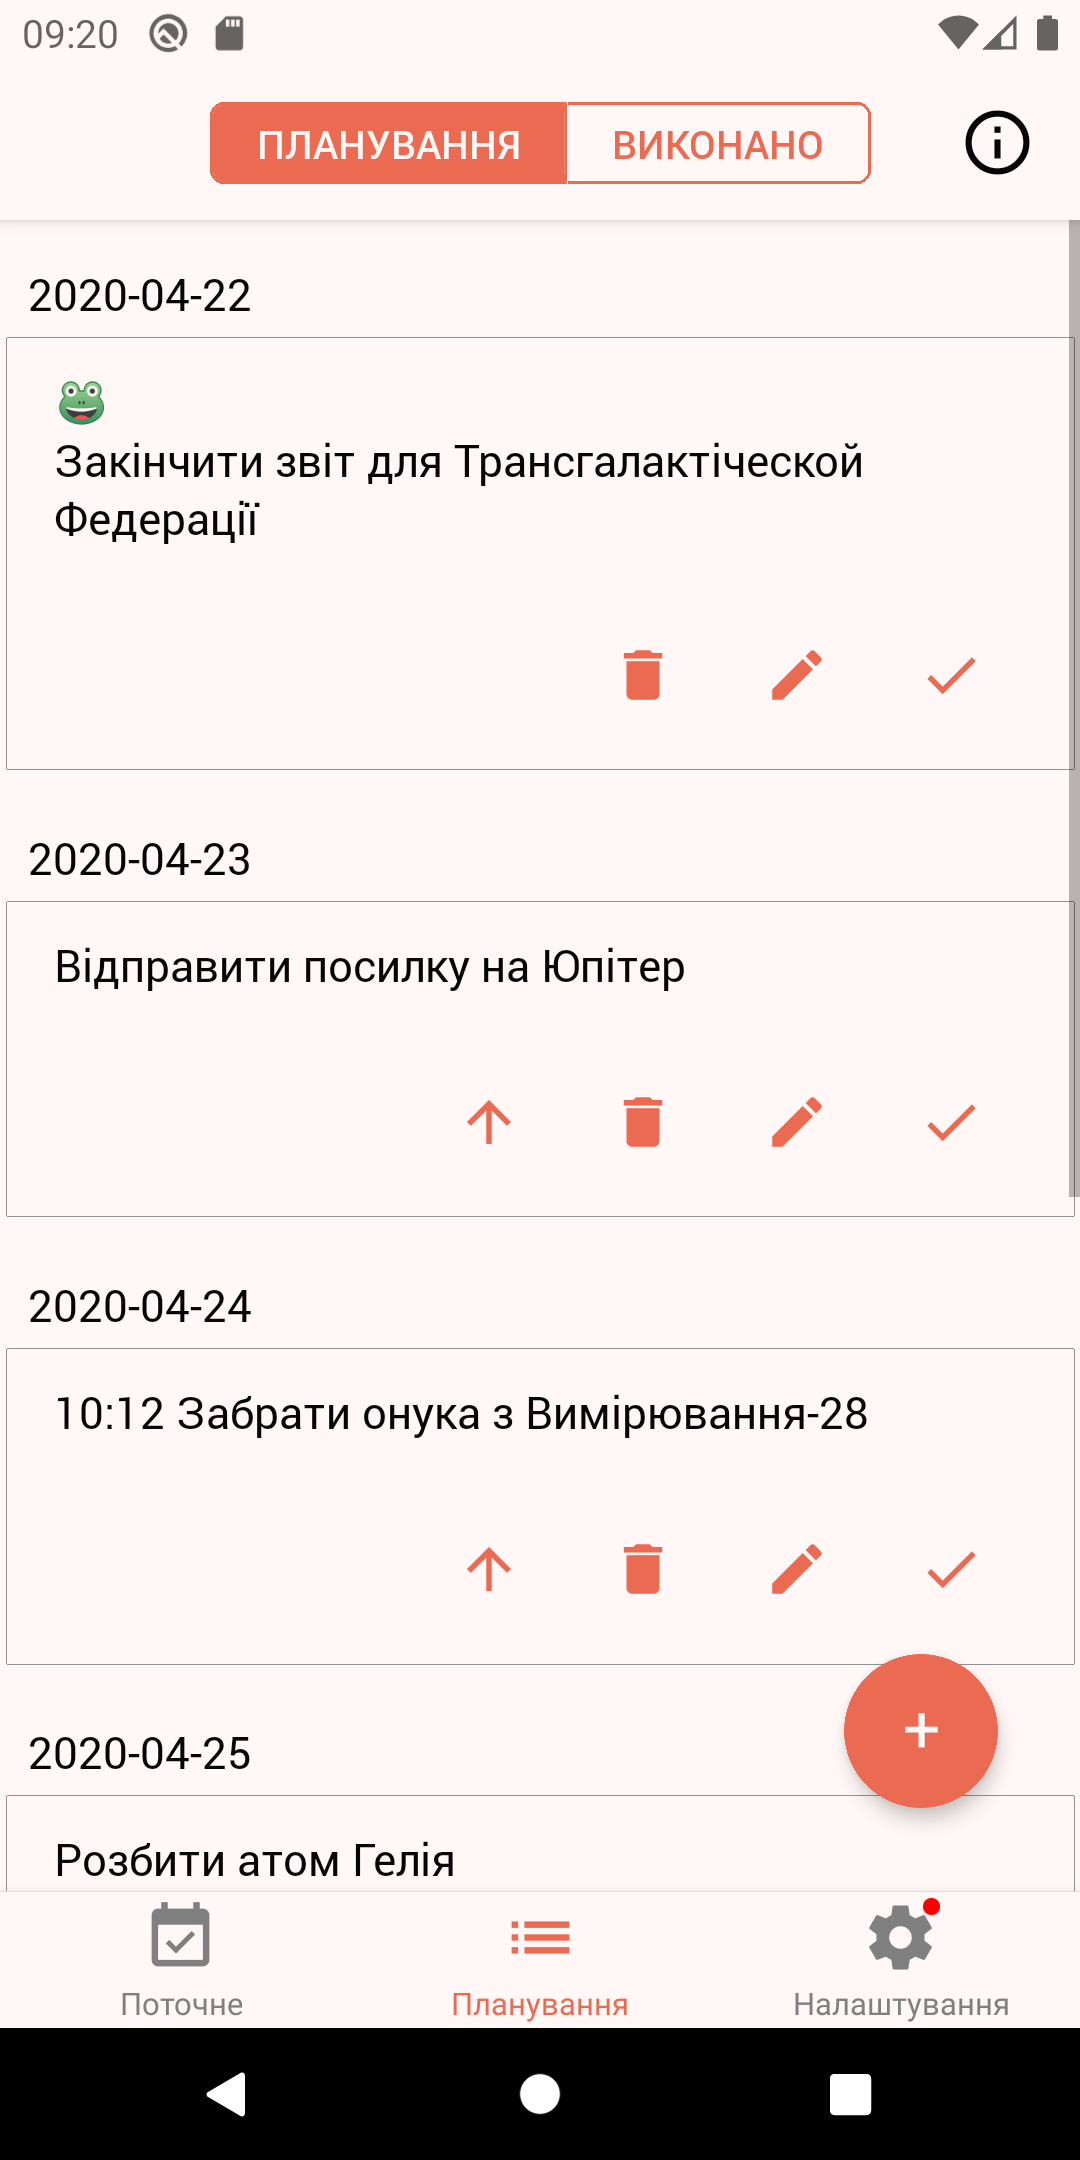 09:20
ПЛАНУВАННЯ ВИКОНАНО
2020-04-22
Закінчити звіт для Трансгалактіческой
Федерації
2020-04-23
Відправити посилку на Юпітер
2020-04-24
10:12 Забрати онука з Вимірювання-28
2020-04-25
Розбити атом Гелія
Поточне Планування Налаштування